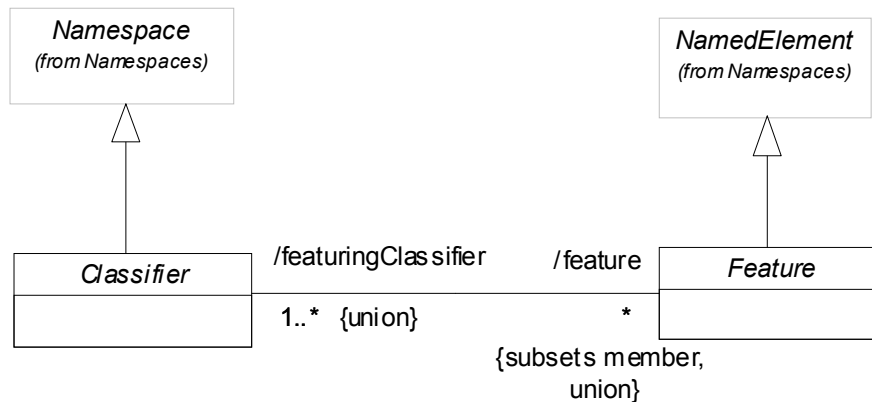 Namespace
(from Namespaces)
NamedElement
(from Namespaces)
Classifier
/featuringClassifier
/feature
Feature
1..* {union}
*
{subsets member,
union}